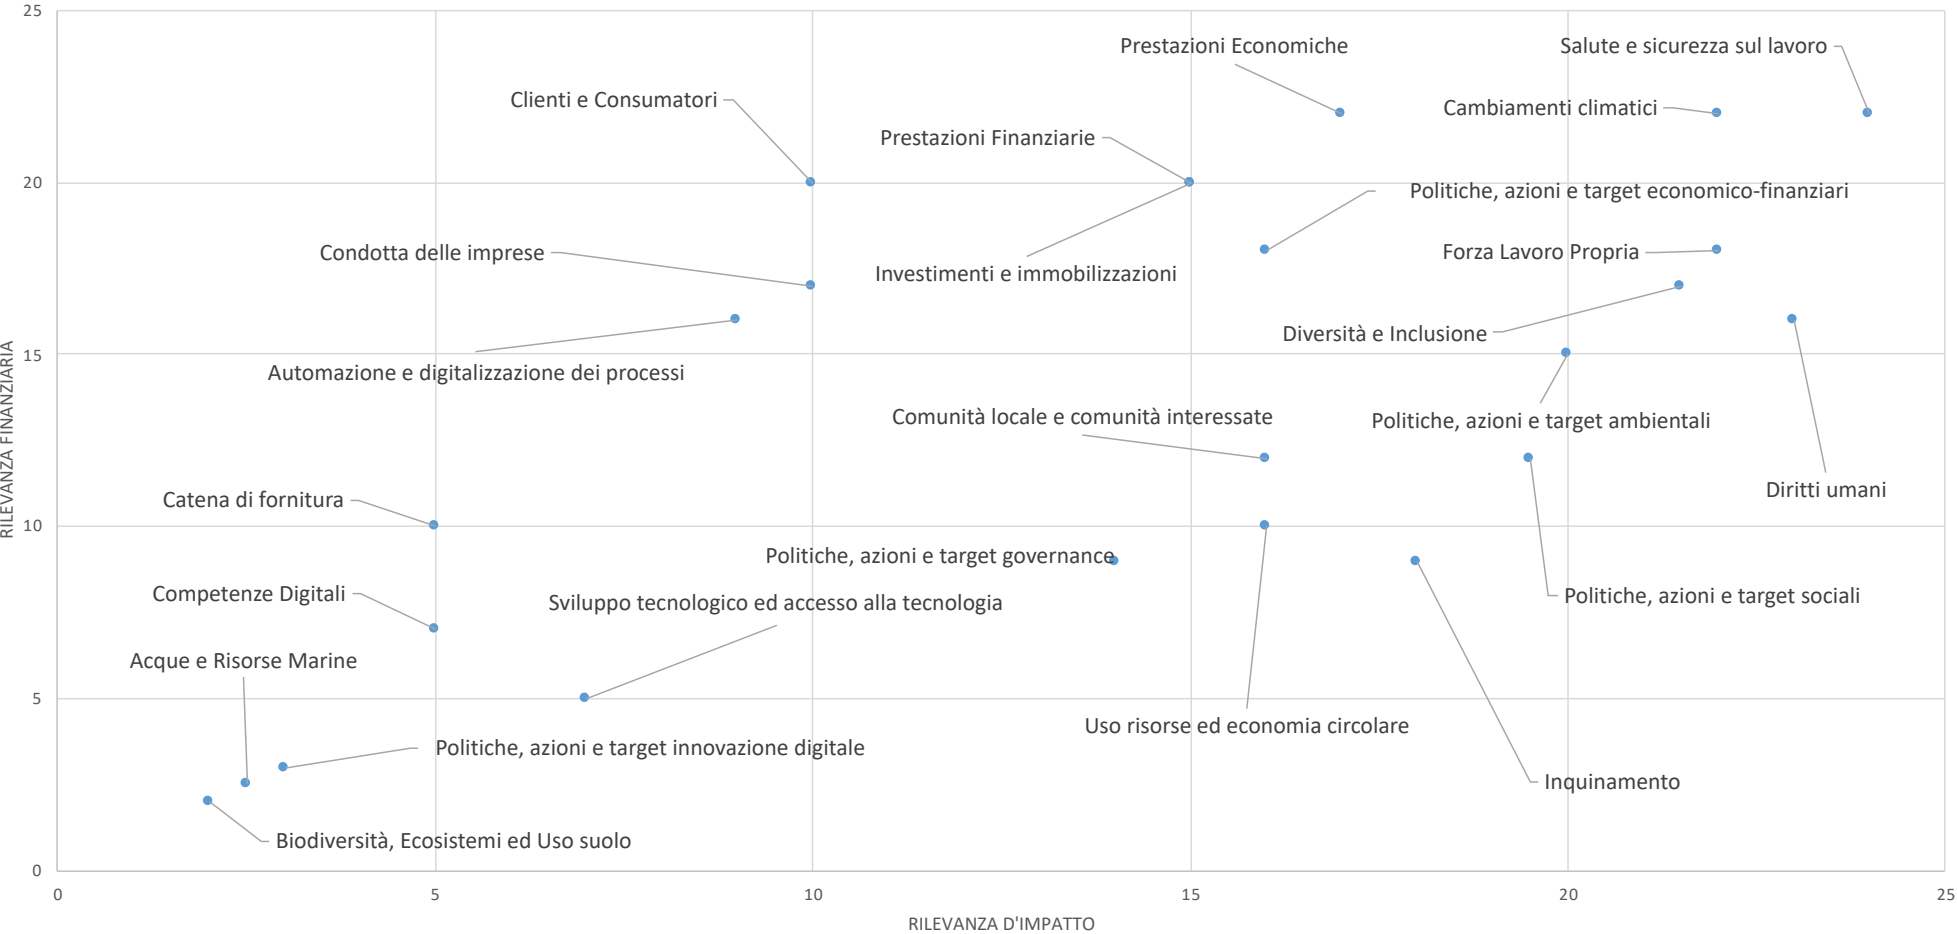 25
Prestazioni Economiche
Salute e sicurezza sul lavoro
Clienti e Consumatori
Cambiamenti climatici
Prestazioni Finanziarie
20
Politiche, azioni e target economico-finanziari
Condotta delle imprese
Forza Lavoro Propria
Investimenti e immobilizzazioni
Diversità e Inclusione
15
Automazione e digitalizzazione dei processi
RILEVANZA FINANZIARIA
Comunità locale e comunità interessate
Politiche, azioni e target ambientali
Diritti umani
Catena di fornitura
10
Politiche, azioni e target governance
Competenze Digitali
Sviluppo tecnologico ed accesso alla tecnologia
Politiche, azioni e target sociali
Acque e Risorse Marine
5
Uso risorse ed economia circolare
Politiche, azioni e target innovazione digitale
Inquinamento
Biodiversità, Ecosistemi ed Uso suolo
0
0 5 10 15 20 25
RILEVANZA D'IMPATTO